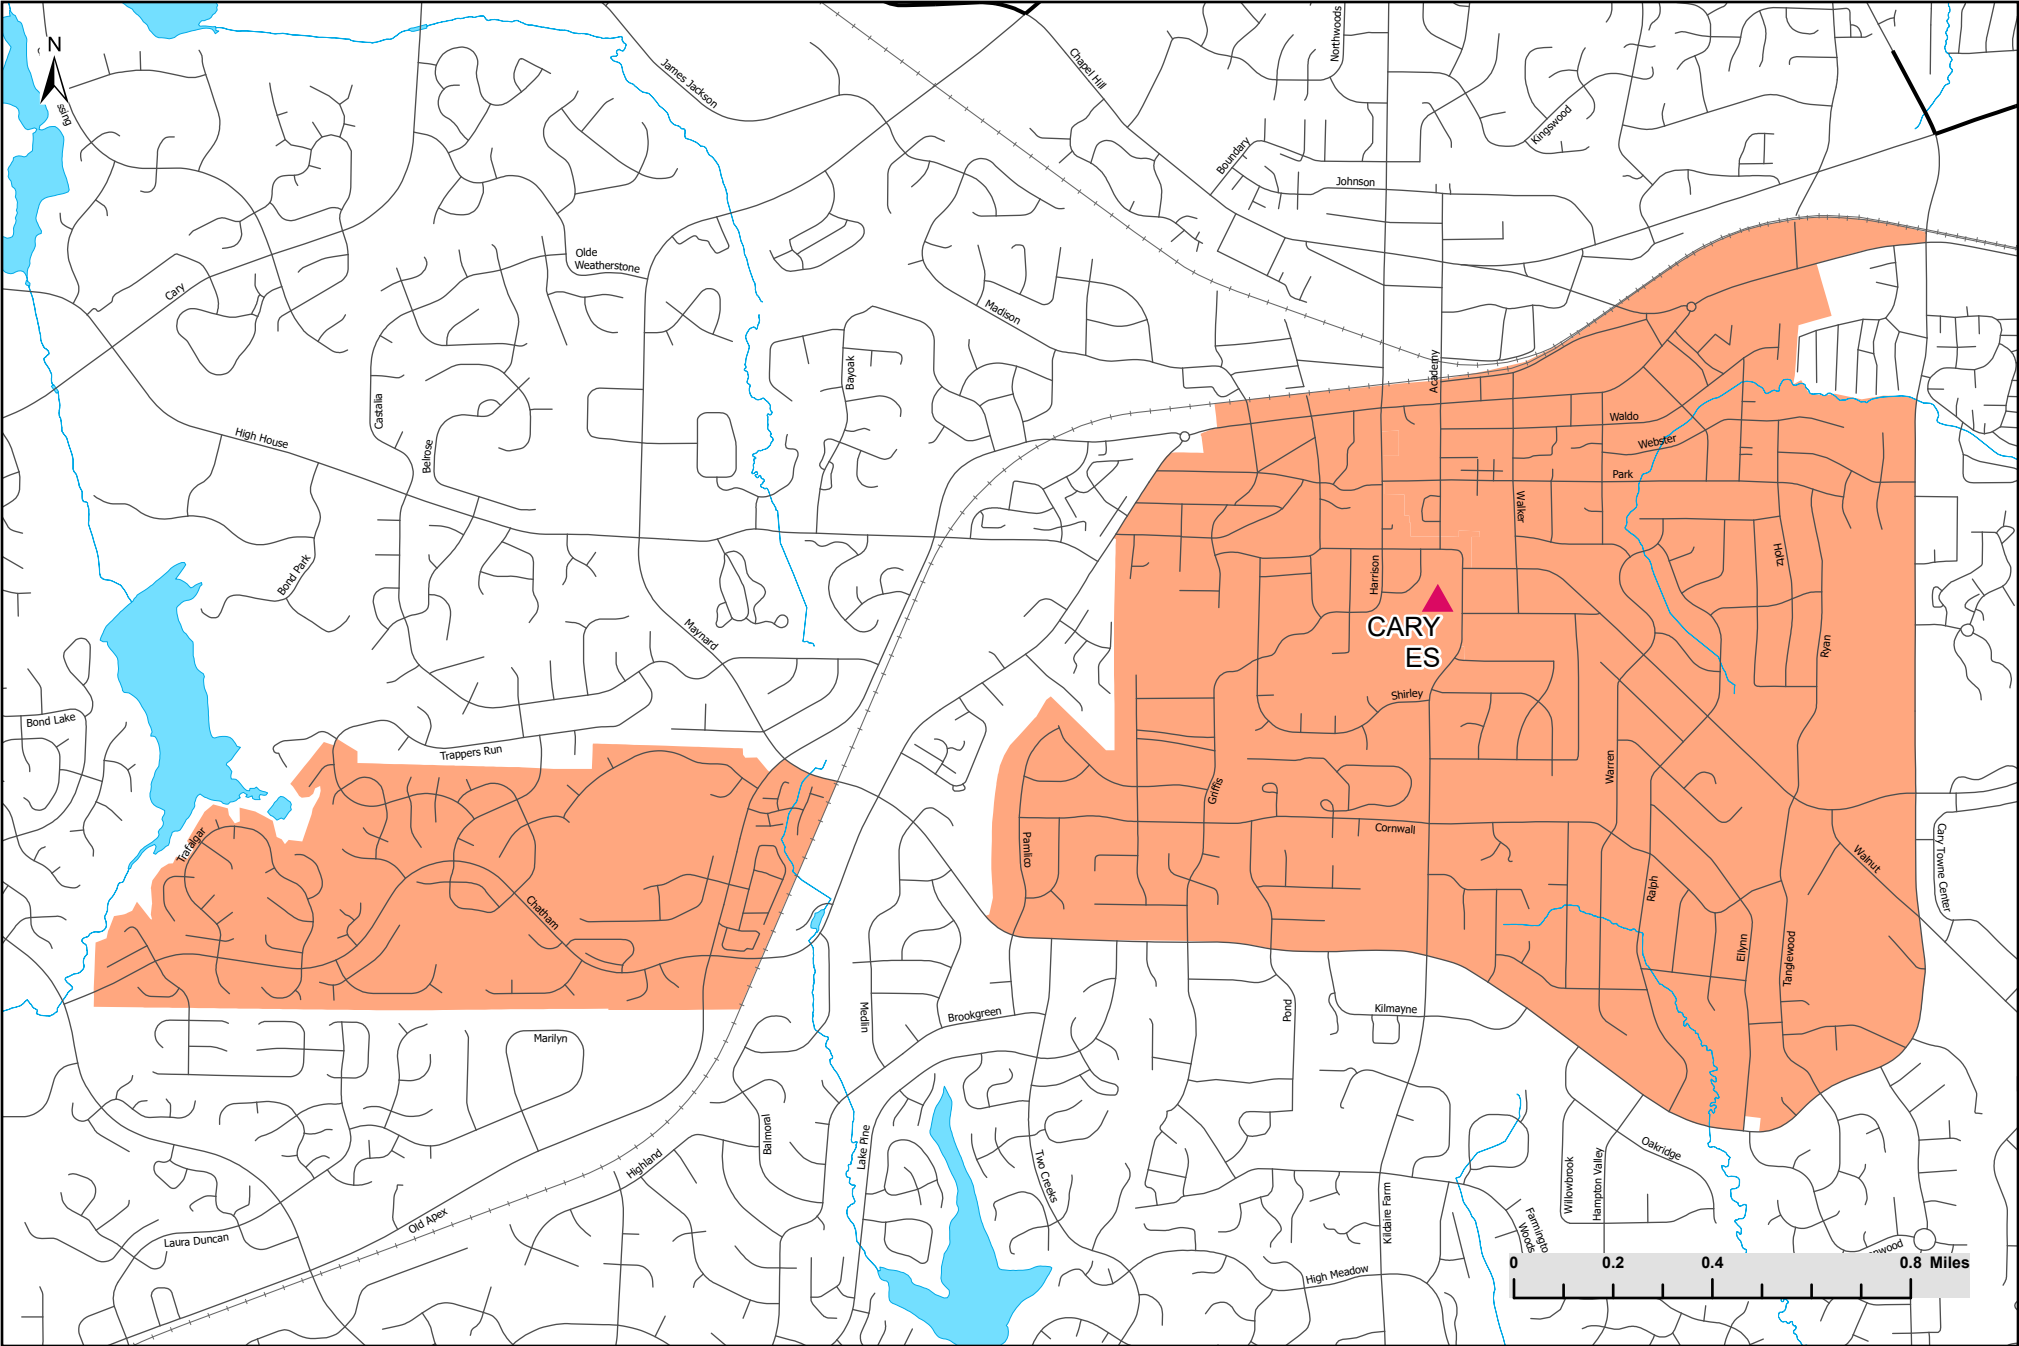 N
ssing
James Jackson
Chapel Hill
Northwoods
Kingswood
Boundary
Johnson
Olde
Weatherstone
Cary
Madison
Academy
Bayoak
Castalia
High House
Belrose
Waldo
Webster
Park
Walker
Holtz
Harrison
Bond Park
CARY
ES
Maynard
Ryan
Shirley
Bond Lake
Trappers Run
Warren
Griffis
Cornwall
Trafalgar
Pamlico
Walnut
Cary Towne Center
Ralph
Chatham
Ellynn
Tanglewood
Medlin
Brookgreen
Pond
Kilmayne
Marilyn
Balmoral
Lake Pine
Highland
Two Creeks
Oakridge
Willowbrook
Hampton Valley
Kildaire Farm
Old Apex
Laura Duncan
Farmingto
Woods
nwood
High Meadow
0 0.2 0.4 0.8 Miles